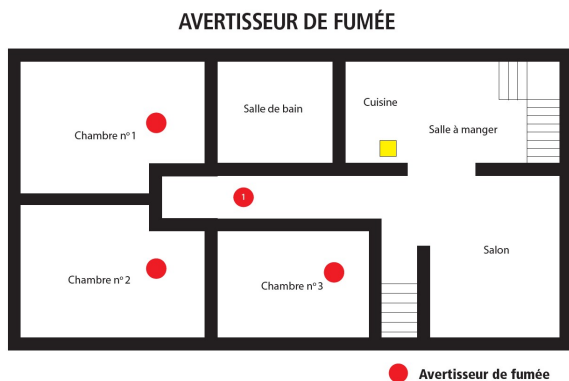 AVERTISSEUR DE FUMÉE
Chambre nº 1
Salle de bain
Cuisine
Salle à manger
1
Chambre nº 2
Chambre nº 3
Salon
Avertisseur de fumée